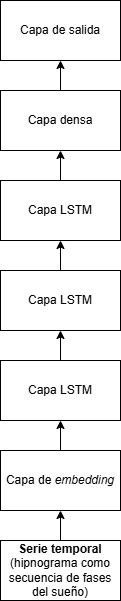 Capa de salida
Capa densa
Capa LSTM
Capa LSTM
Capa LSTM
Capa de embedding
Serie temporal
(hipnograma como
secuencia de fases
del sueño)